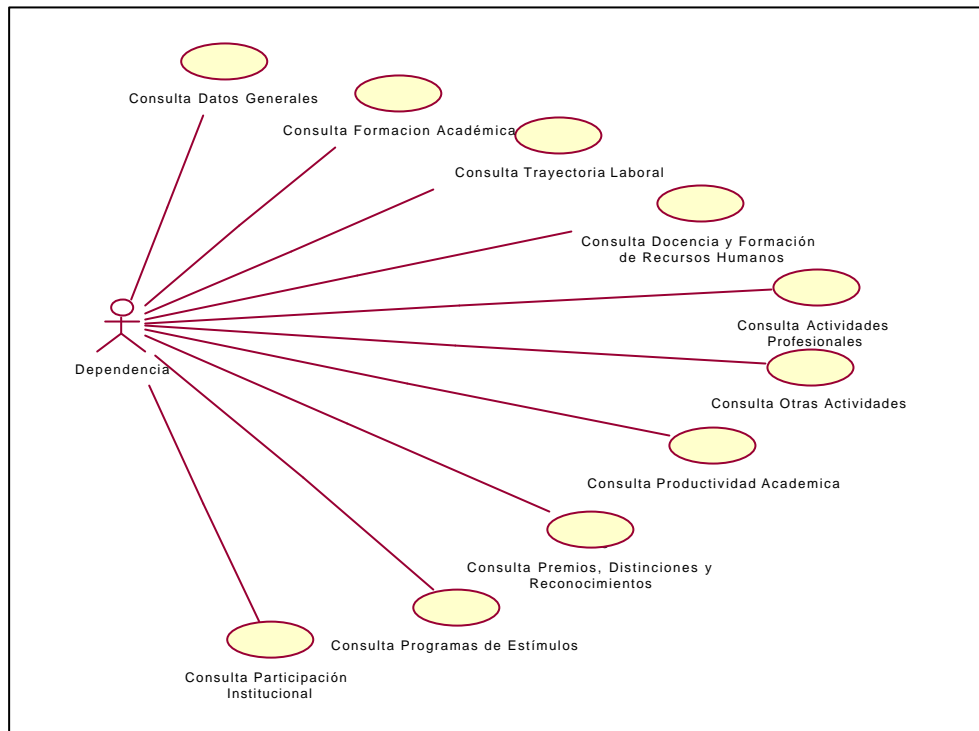 Consulta Datos Generales
Consulta Formacion Académica
Consulta Trayectoria Laboral
Consulta Docencia y Formación
de Recursos Humanos
Consulta Actividades
Profesionales
Dependencia
Consulta Otras Actividades
Consulta Productividad Academica
Consulta Premios, Distinciones y
Reconocimientos
Consulta Programas de Estímulos
Consulta Participación
Institucional